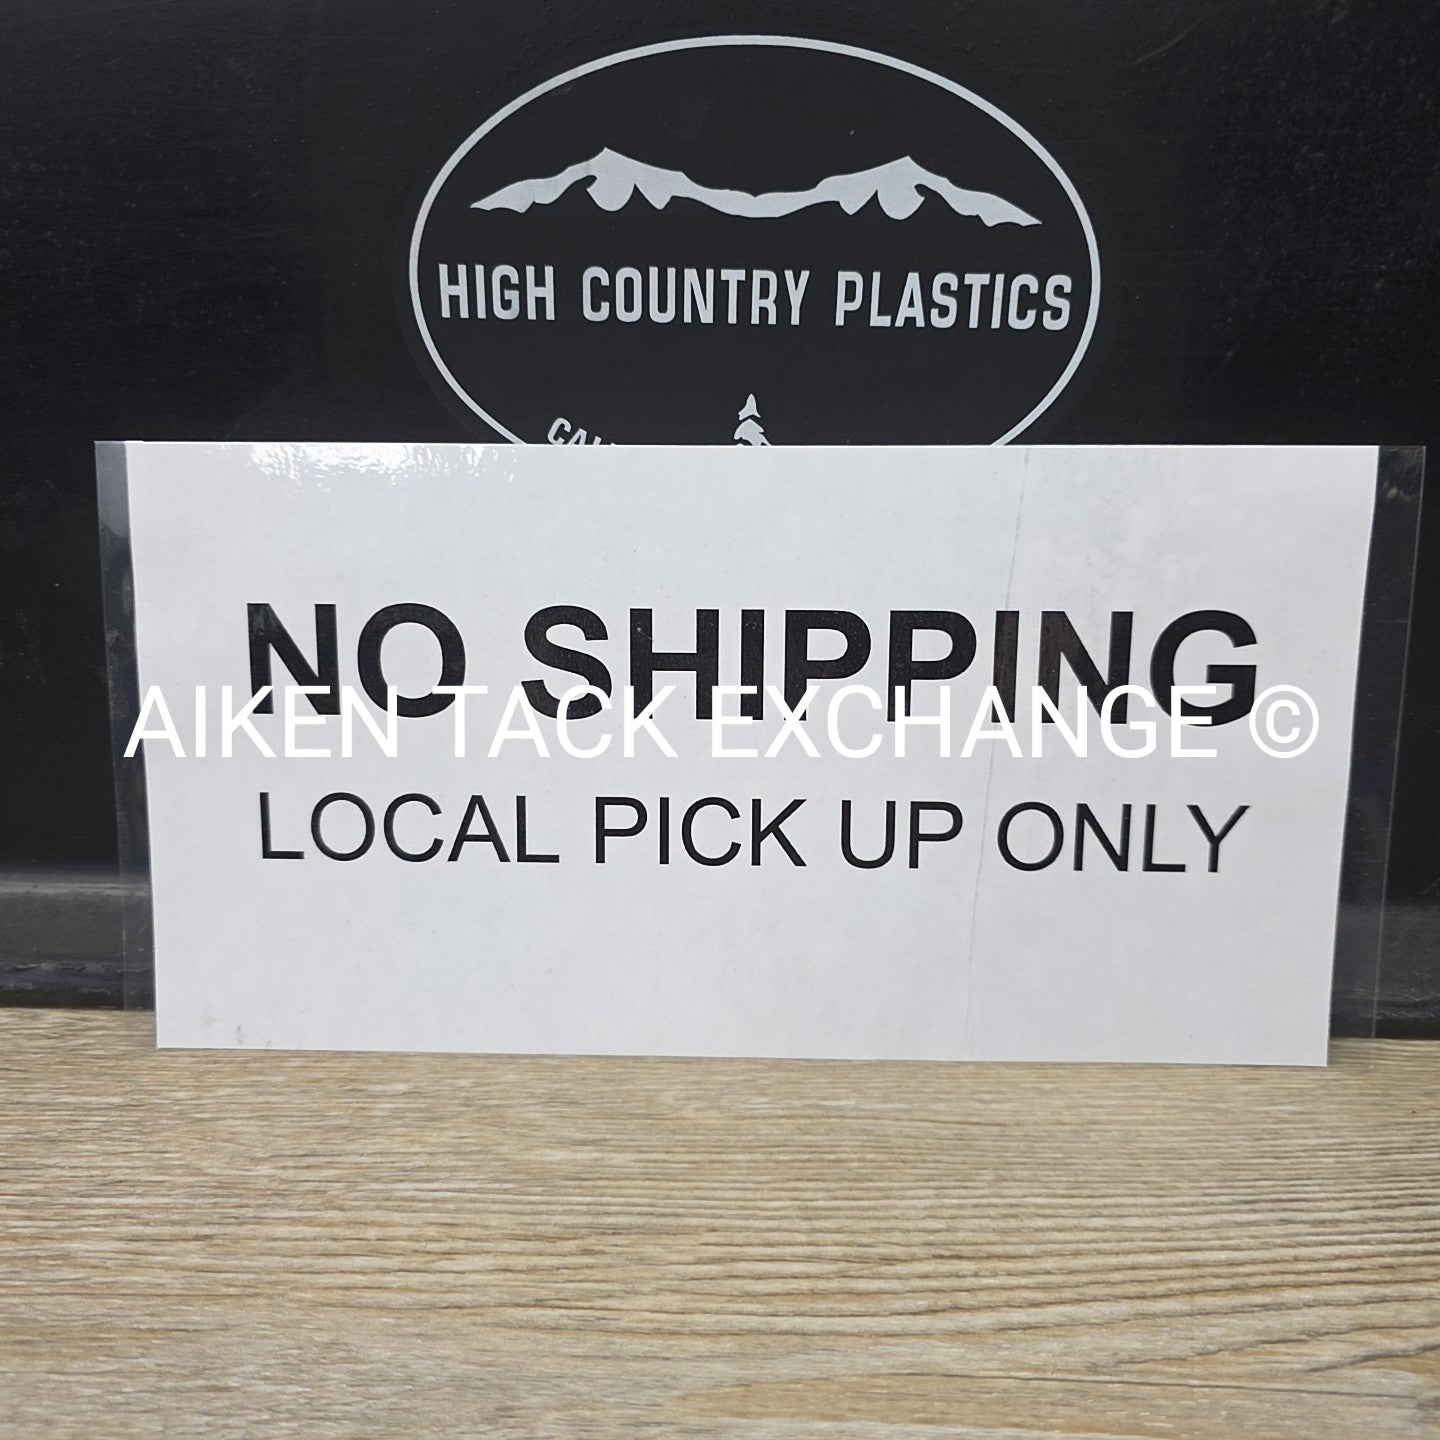 HIGH COUNTRY PLASTICS
NO SHIPPING
AIKEN TACK EXCHANGE ©
LOCAL PICK UP ONLY